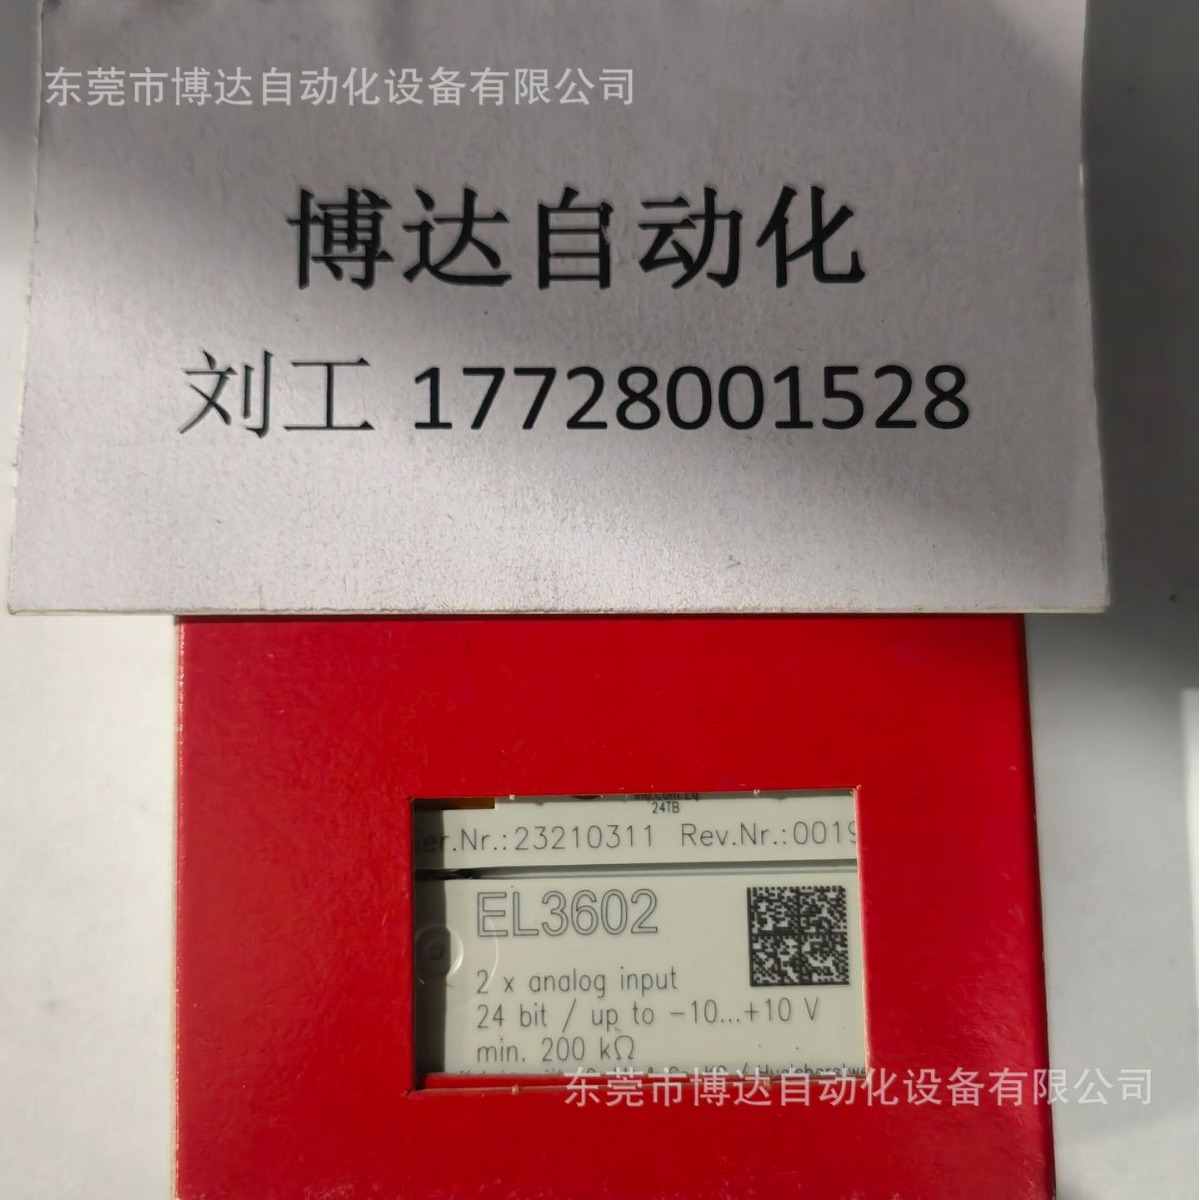 东莞市博达自动化设备有限公司
博达自动化
刘工 17728001528
24TB
Ser.Nr.:23210311 Rev.Nr.:0019
EL3602
2 x analog input
24 bit / up to -10...+10 V
min. 200 kΩ
东莞市博达自动化设备有限公司